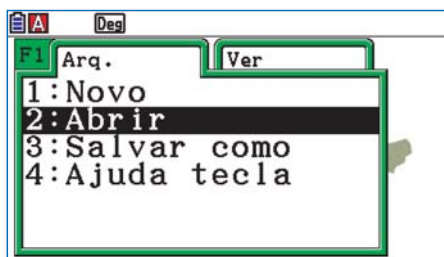 A Deg
F1 Arq. Ver
1:Novo
2:Abrir
3:Salvar como
4:Ajuda tecla